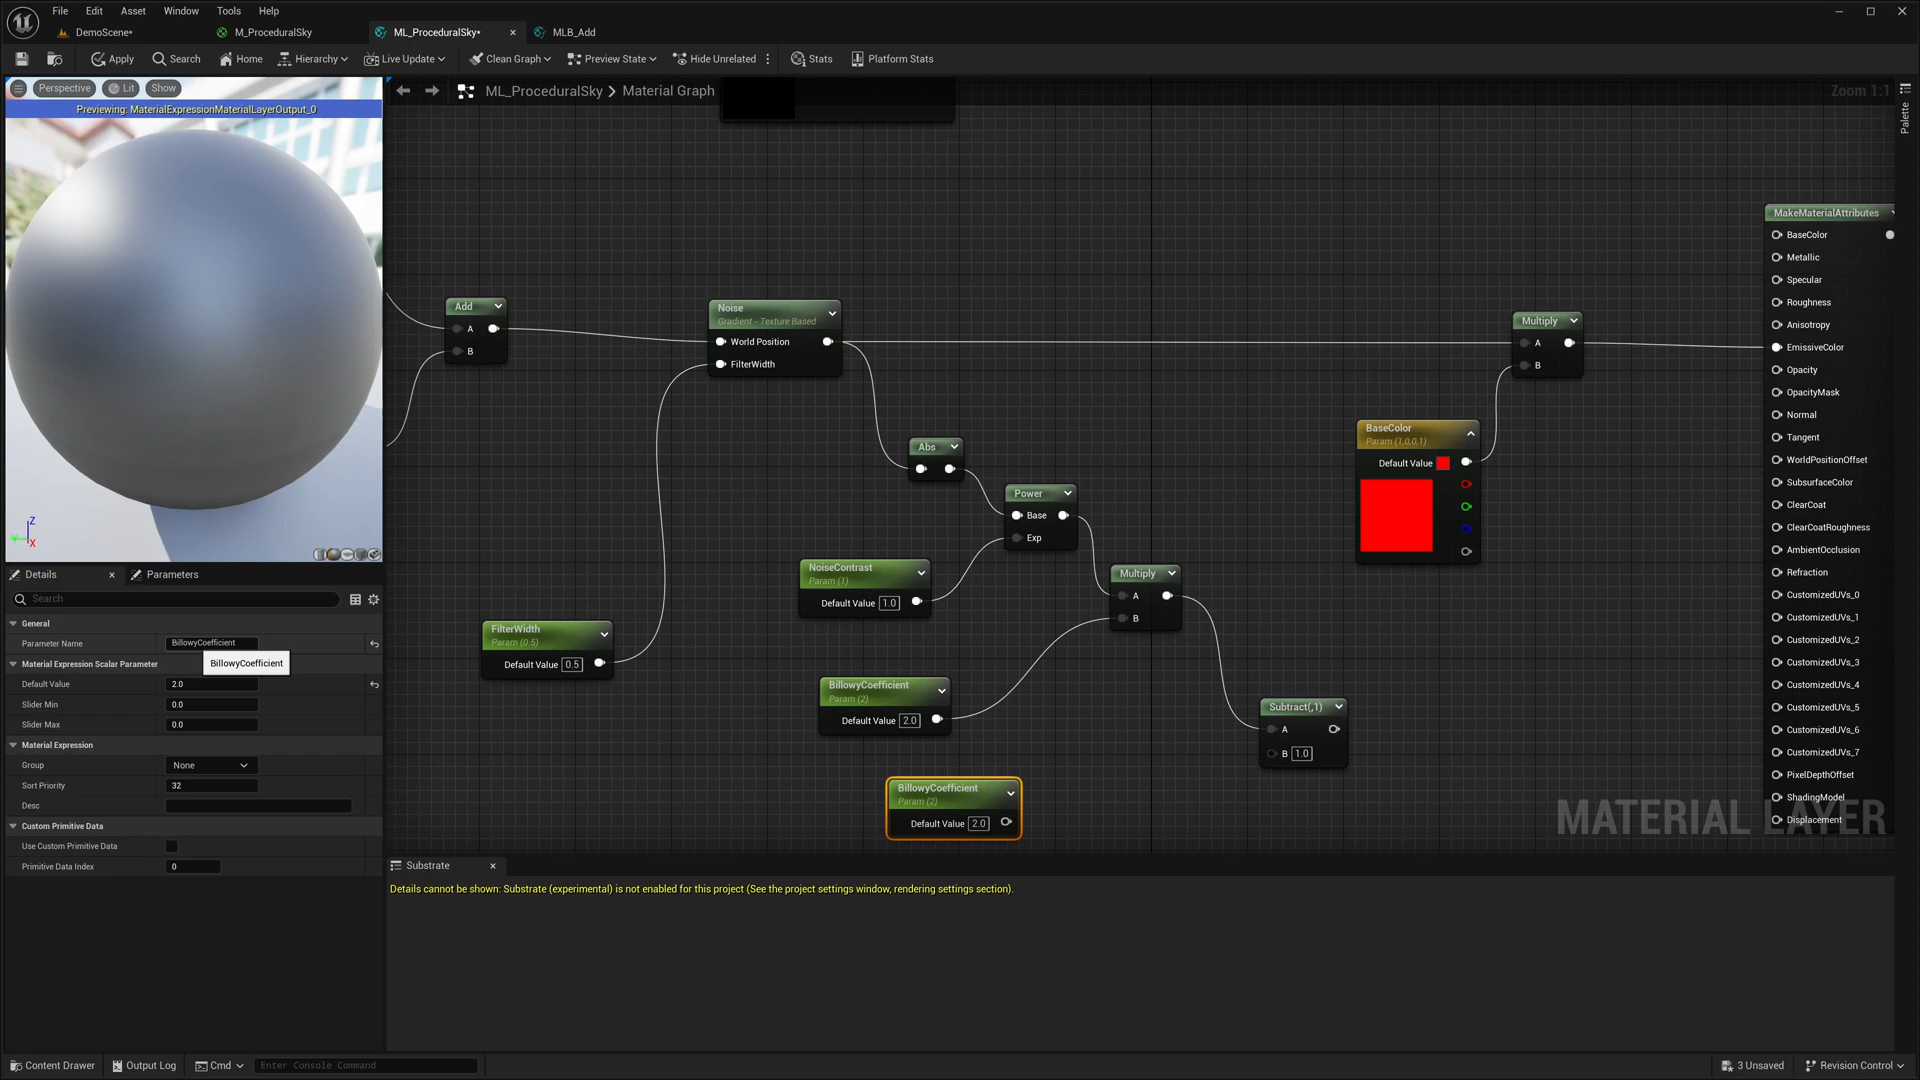 File Edit Asset Window Tools Help
DemoScene* M_ProceduralSky ML_ProceduralSky* MLB_Add
Apply Search Home Hierarchy Live Update Clean Graph Preview State Hide Unrelated Stats Platform Stats
Perspective Lit Show
Previewing: MaterialExpressionMaterialLayerOutput_0
Z
X
ML_ProceduralSky Material Graph
Zoom 1:1
Palette
Add
A
B
Noise
Gradient - Texture Based
World Position
FilterWidth
Abs
Power
Base
Exp
NoiseContrast
Param (1)
Default Value 1.0
FilterWidth
Param (0.5)
Default Value 0.5
BillowyCoefficient
Param (2)
Default Value 2.0
BillowyCoefficient
Param (2)
Default Value 2.0
Multiply
A
B
Subtract(,1)
A
B 1.0
BaseColor
Param (1,0,0,1)
Default Value
Multiply
A
B
MakeMaterialAttributes
BaseColor
Metallic
Specular
Roughness
Anisotropy
EmissiveColor
Opacity
OpacityMask
Normal
Tangent
WorldPositionOffset
SubsurfaceColor
ClearCoat
ClearCoatRoughness
AmbientOcclusion
Refraction
CustomizedUVs_0
CustomizedUVs_1
CustomizedUVs_2
CustomizedUVs_3
CustomizedUVs_4
CustomizedUVs_5
CustomizedUVs_6
CustomizedUVs_7
PixelDepthOffset
ShadingModel
Displacement
MATERIAL LAYER
Details Parameters
Search
General
Parameter Name BillowyCoefficient
BillowyCoefficient
Material Expression Scalar Parameter
Default Value 2.0
Slider Min 0.0
Slider Max 0.0
Material Expression
Group None
Sort Priority 32
Desc
Custom Primitive Data
Use Custom Primitive Data
Primitive Data Index 0
Substrate
Details cannot be shown: Substrate (experimental) is not enabled for this project (See the project settings window, rendering settings section).
Content Drawer Output Log Cmd Enter Console Command 3 Unsaved Revision Control